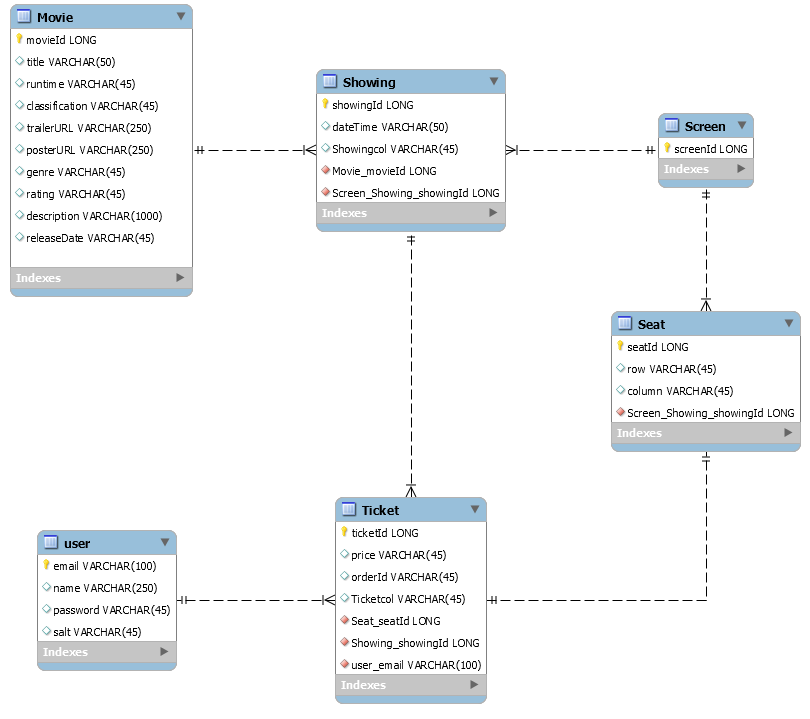 Movie
movieId LONG
title VARCHAR(50)
runtime VARCHAR(45)
classification VARCHAR(45)
trailerURL VARCHAR(250)
posterURL VARCHAR(250)
genre VARCHAR(45)
rating VARCHAR(45)
description VARCHAR(1000)
releaseDate VARCHAR(45)
Indexes
Showing
showingId LONG
dateTime VARCHAR(50)
Showingcol VARCHAR(45)
Movie_movieId LONG
Screen_Showing_showingId LONG
Indexes
Screen
screenId LONG
Indexes
Seat
seatId LONG
row VARCHAR(45)
column VARCHAR(45)
Screen_Showing_showingId LONG
Indexes
user
email VARCHAR(100)
name VARCHAR(250)
password VARCHAR(45)
salt VARCHAR(45)
Indexes
Ticket
ticketId LONG
price VARCHAR(45)
orderId VARCHAR(45)
Ticketcol VARCHAR(45)
Seat_seatId LONG
Showing_showingId LONG
user_email VARCHAR(100)
Indexes